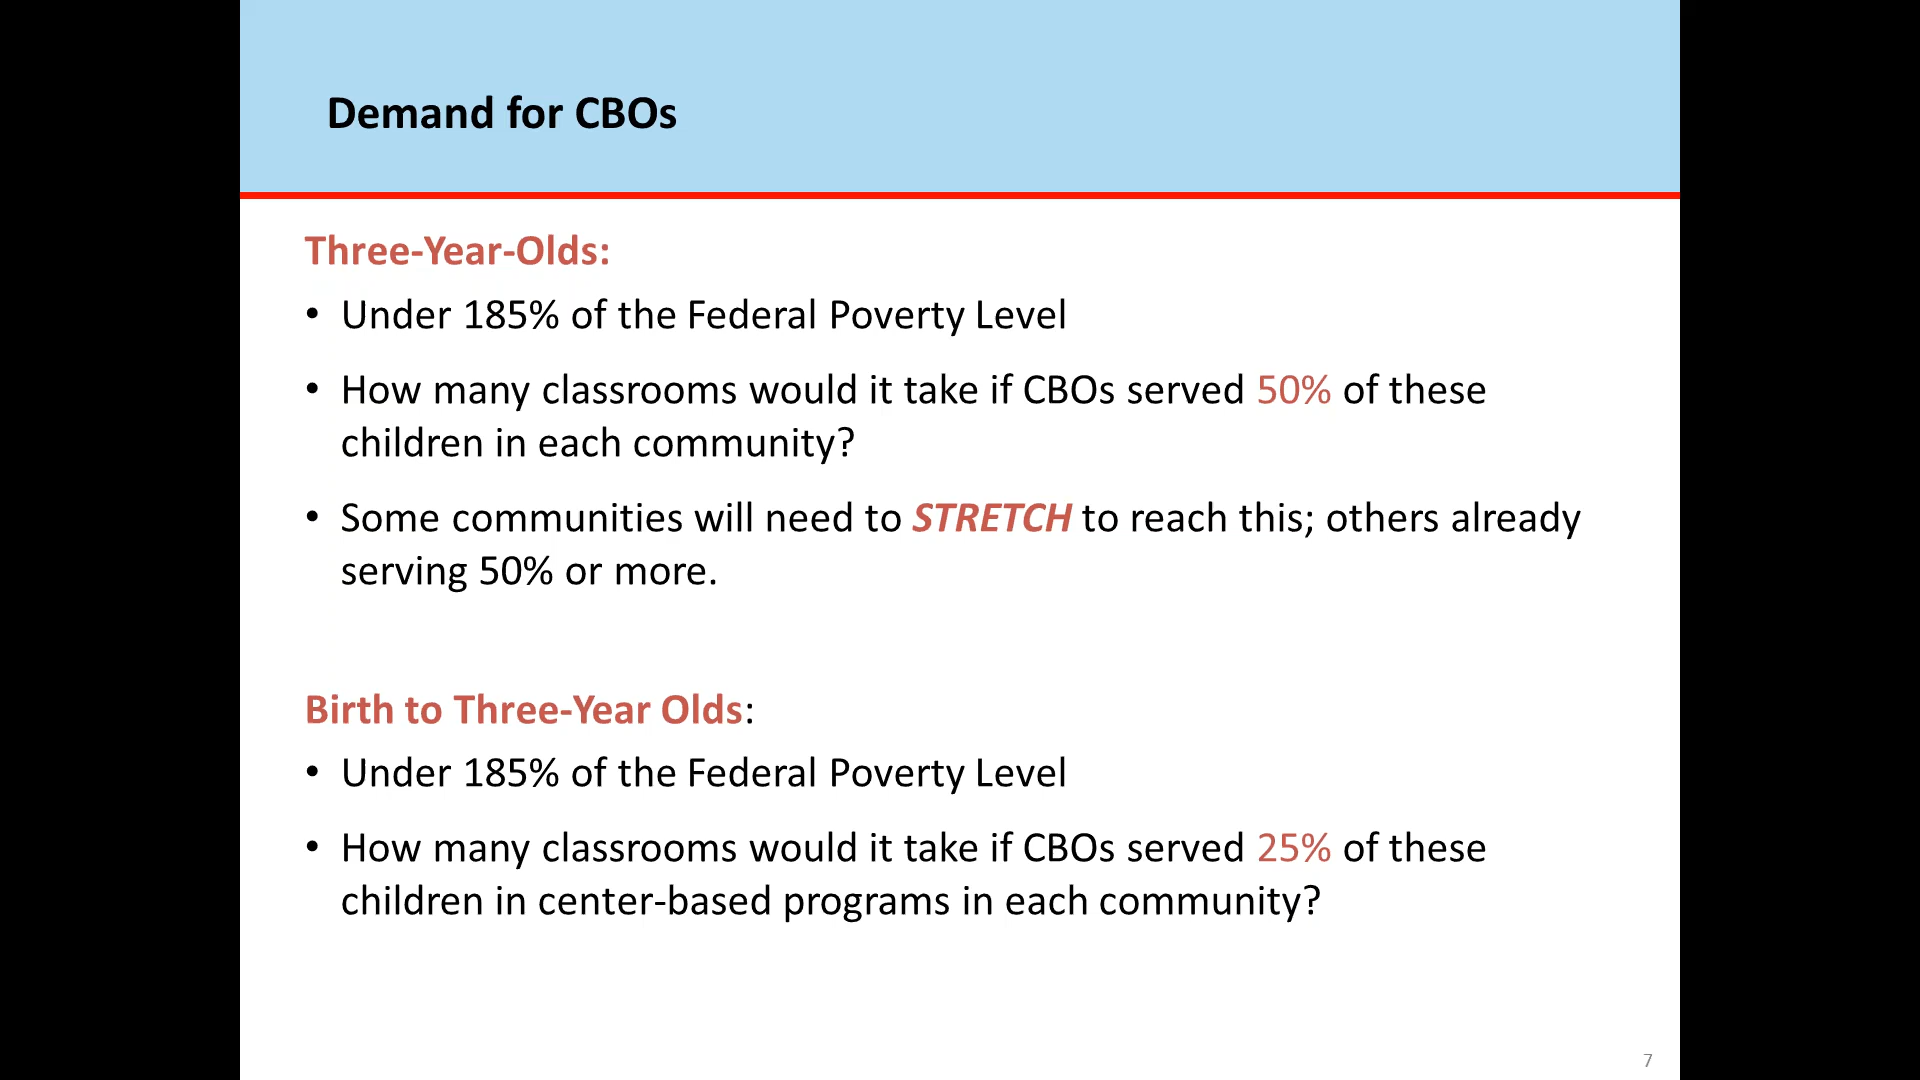 Demand for CBOs
Three-Year-Olds:
• Under 185% of the Federal Poverty Level
• How many classrooms would it take if CBOs served 50% of these
children in each community?
• Some communities will need to STRETCH to reach this; others already
serving 50% or more.
Birth to Three-Year Olds:
• Under 185% of the Federal Poverty Level
• How many classrooms would it take if CBOs served 25% of these
children in center-based programs in each community?
7